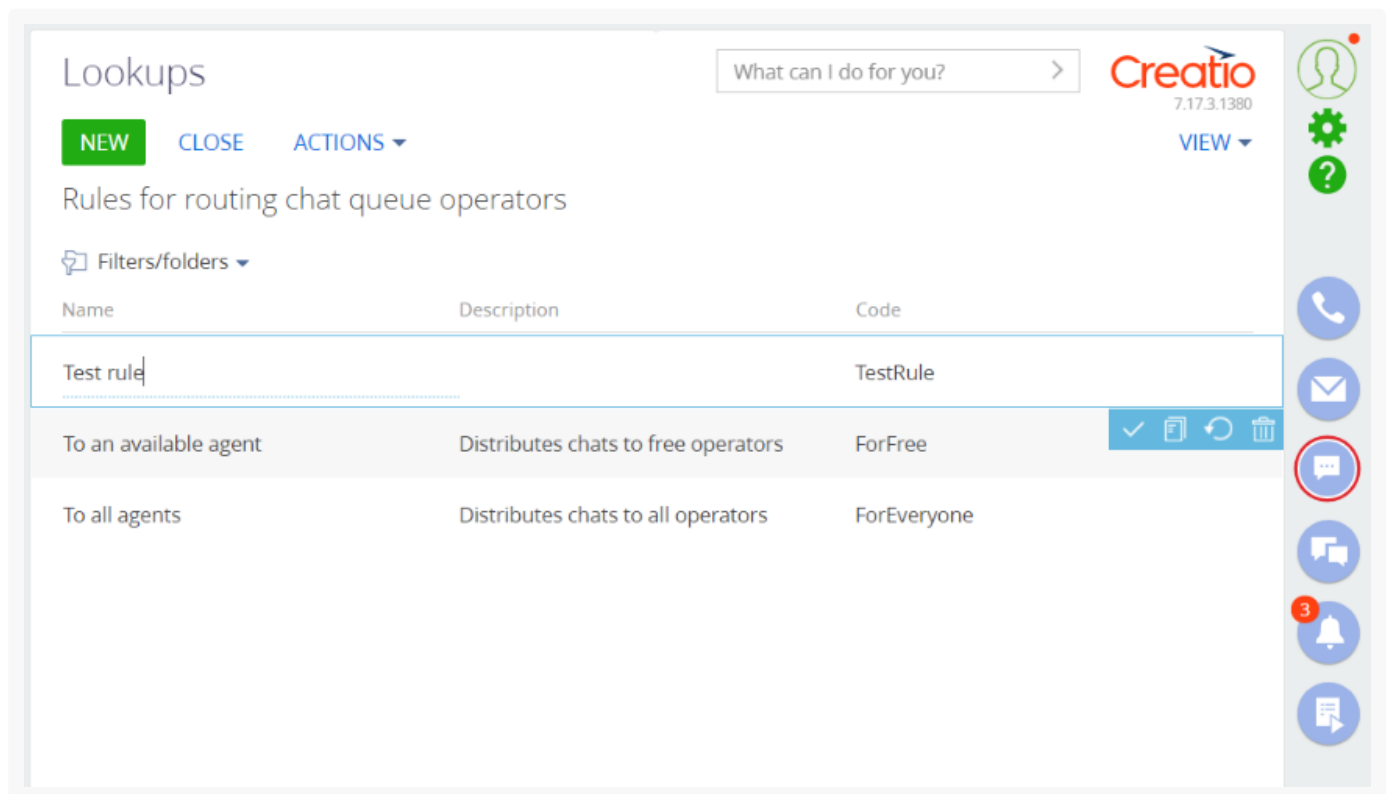 Lookups
What can I do for you?
Creatio
7.17.3.1380
NEW CLOSE ACTIONS VIEW
Rules for routing chat queue operators
Filters/folders
Name Description Code
Test rule TestRule
To an available agent Distributes chats to free operators ForFree
To all agents Distributes chats to all operators ForEveryone
?
3